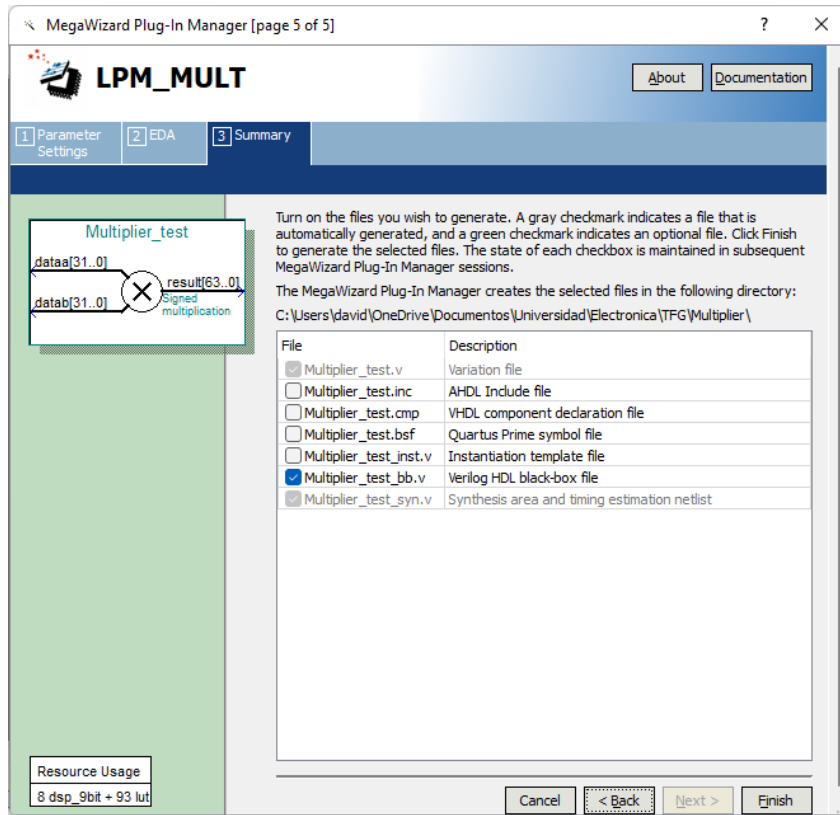 MegaWizard Plug-In Manager [page 5 of 5]
?
LPM_MULT
About
Documentation
1 Parameter Settings
2 EDA
3 Summary
Multiplier_test
dataa[31..0]
result[63..0]
datab[31..0]
Signed
multiplication
Turn on the files you wish to generate. A gray checkmark indicates a file that is
automatically generated, and a green checkmark indicates an optional file. Click Finish
to generate the selected files. The state of each checkbox is maintained in subsequent
MegaWizard Plug-In Manager sessions.
The MegaWizard Plug-In Manager creates the selected files in the following directory:
C:\Users\david\OneDrive\Documentos\Universidad\Electronica\TFG\Multiplier\
File Description
Multiplier_test.v Variation file
Multiplier_test.inc AHDL Include file
Multiplier_test.cmp VHDL component declaration file
Multiplier_test.bsf Quartus Prime symbol file
Multiplier_test_inst.v Instantiation template file
Multiplier_test_bb.v Verilog HDL black-box file
Multiplier_test_syn.v Synthesis area and timing estimation netlist
Resource Usage
8 dsp_9bit + 93 lut
Cancel
< Back
Next >
Finish